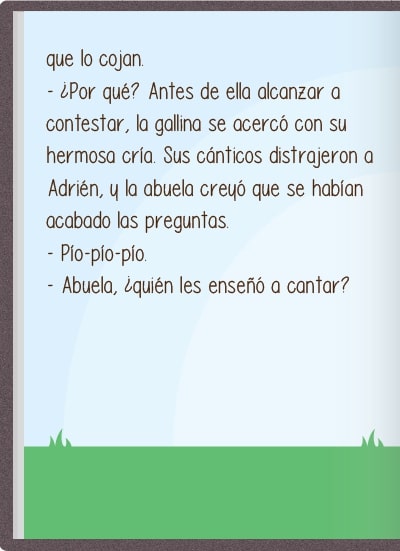 que lo cojan.
- ¿Por qué? Antes de ella alcanzar a
contestar, la gallina se acercó con su
hermosa cría. Sus cánticos distrajeron a
Adrién, y la abuela creyó que se habían
acabado las preguntas.
- Pío-pío-pío.
- Abuela, ¿quién les enseñó a cantar?